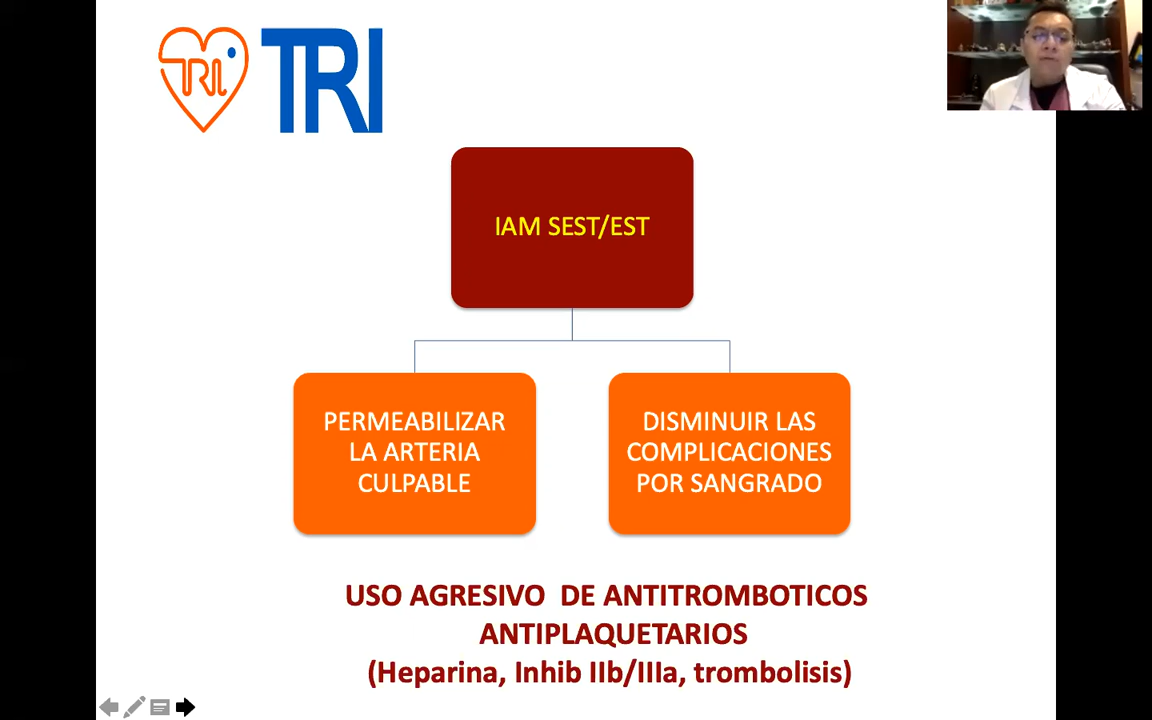 TRI
TRI
IAM SEST/EST
PERMEABILIZAR
LA ARTERIA
CULPABLE
DISMINUIR LAS
COMPLICACIONES
POR SANGRADO
USO AGRESIVO DE ANTITROMBOTICOS
ANTIPLAQUETARIOS
(Heparina, Inhib IIb/IIIa, trombolisis)